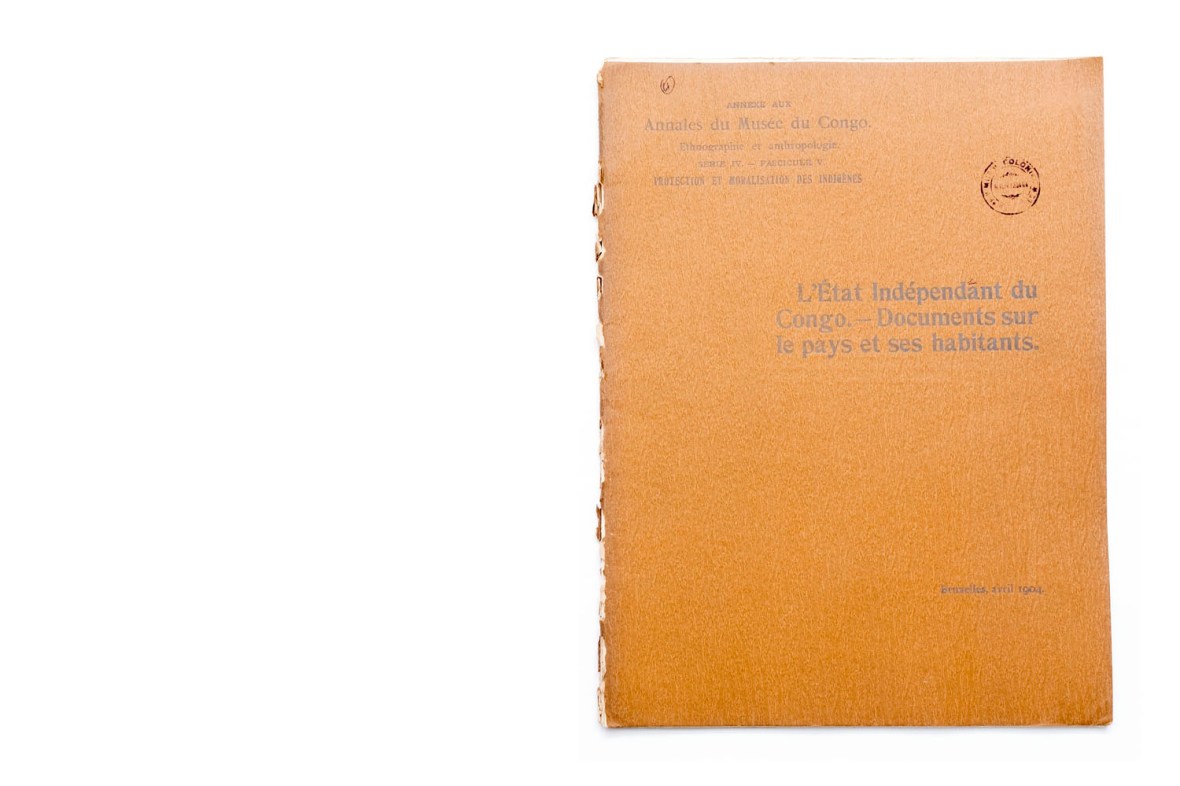 ANNEXE AUX
Annales du Musée du Congo.
Ethnographie et anthropologie.
SÉRIE IV. — FASCICULE V.
PROTECTION ET MORALISATION DES INDIGÈNES
COLONI
L'État Indépendant du
Congo. — Documents sur
le pays et ses habitants.
Bruxelles, avril 1904.